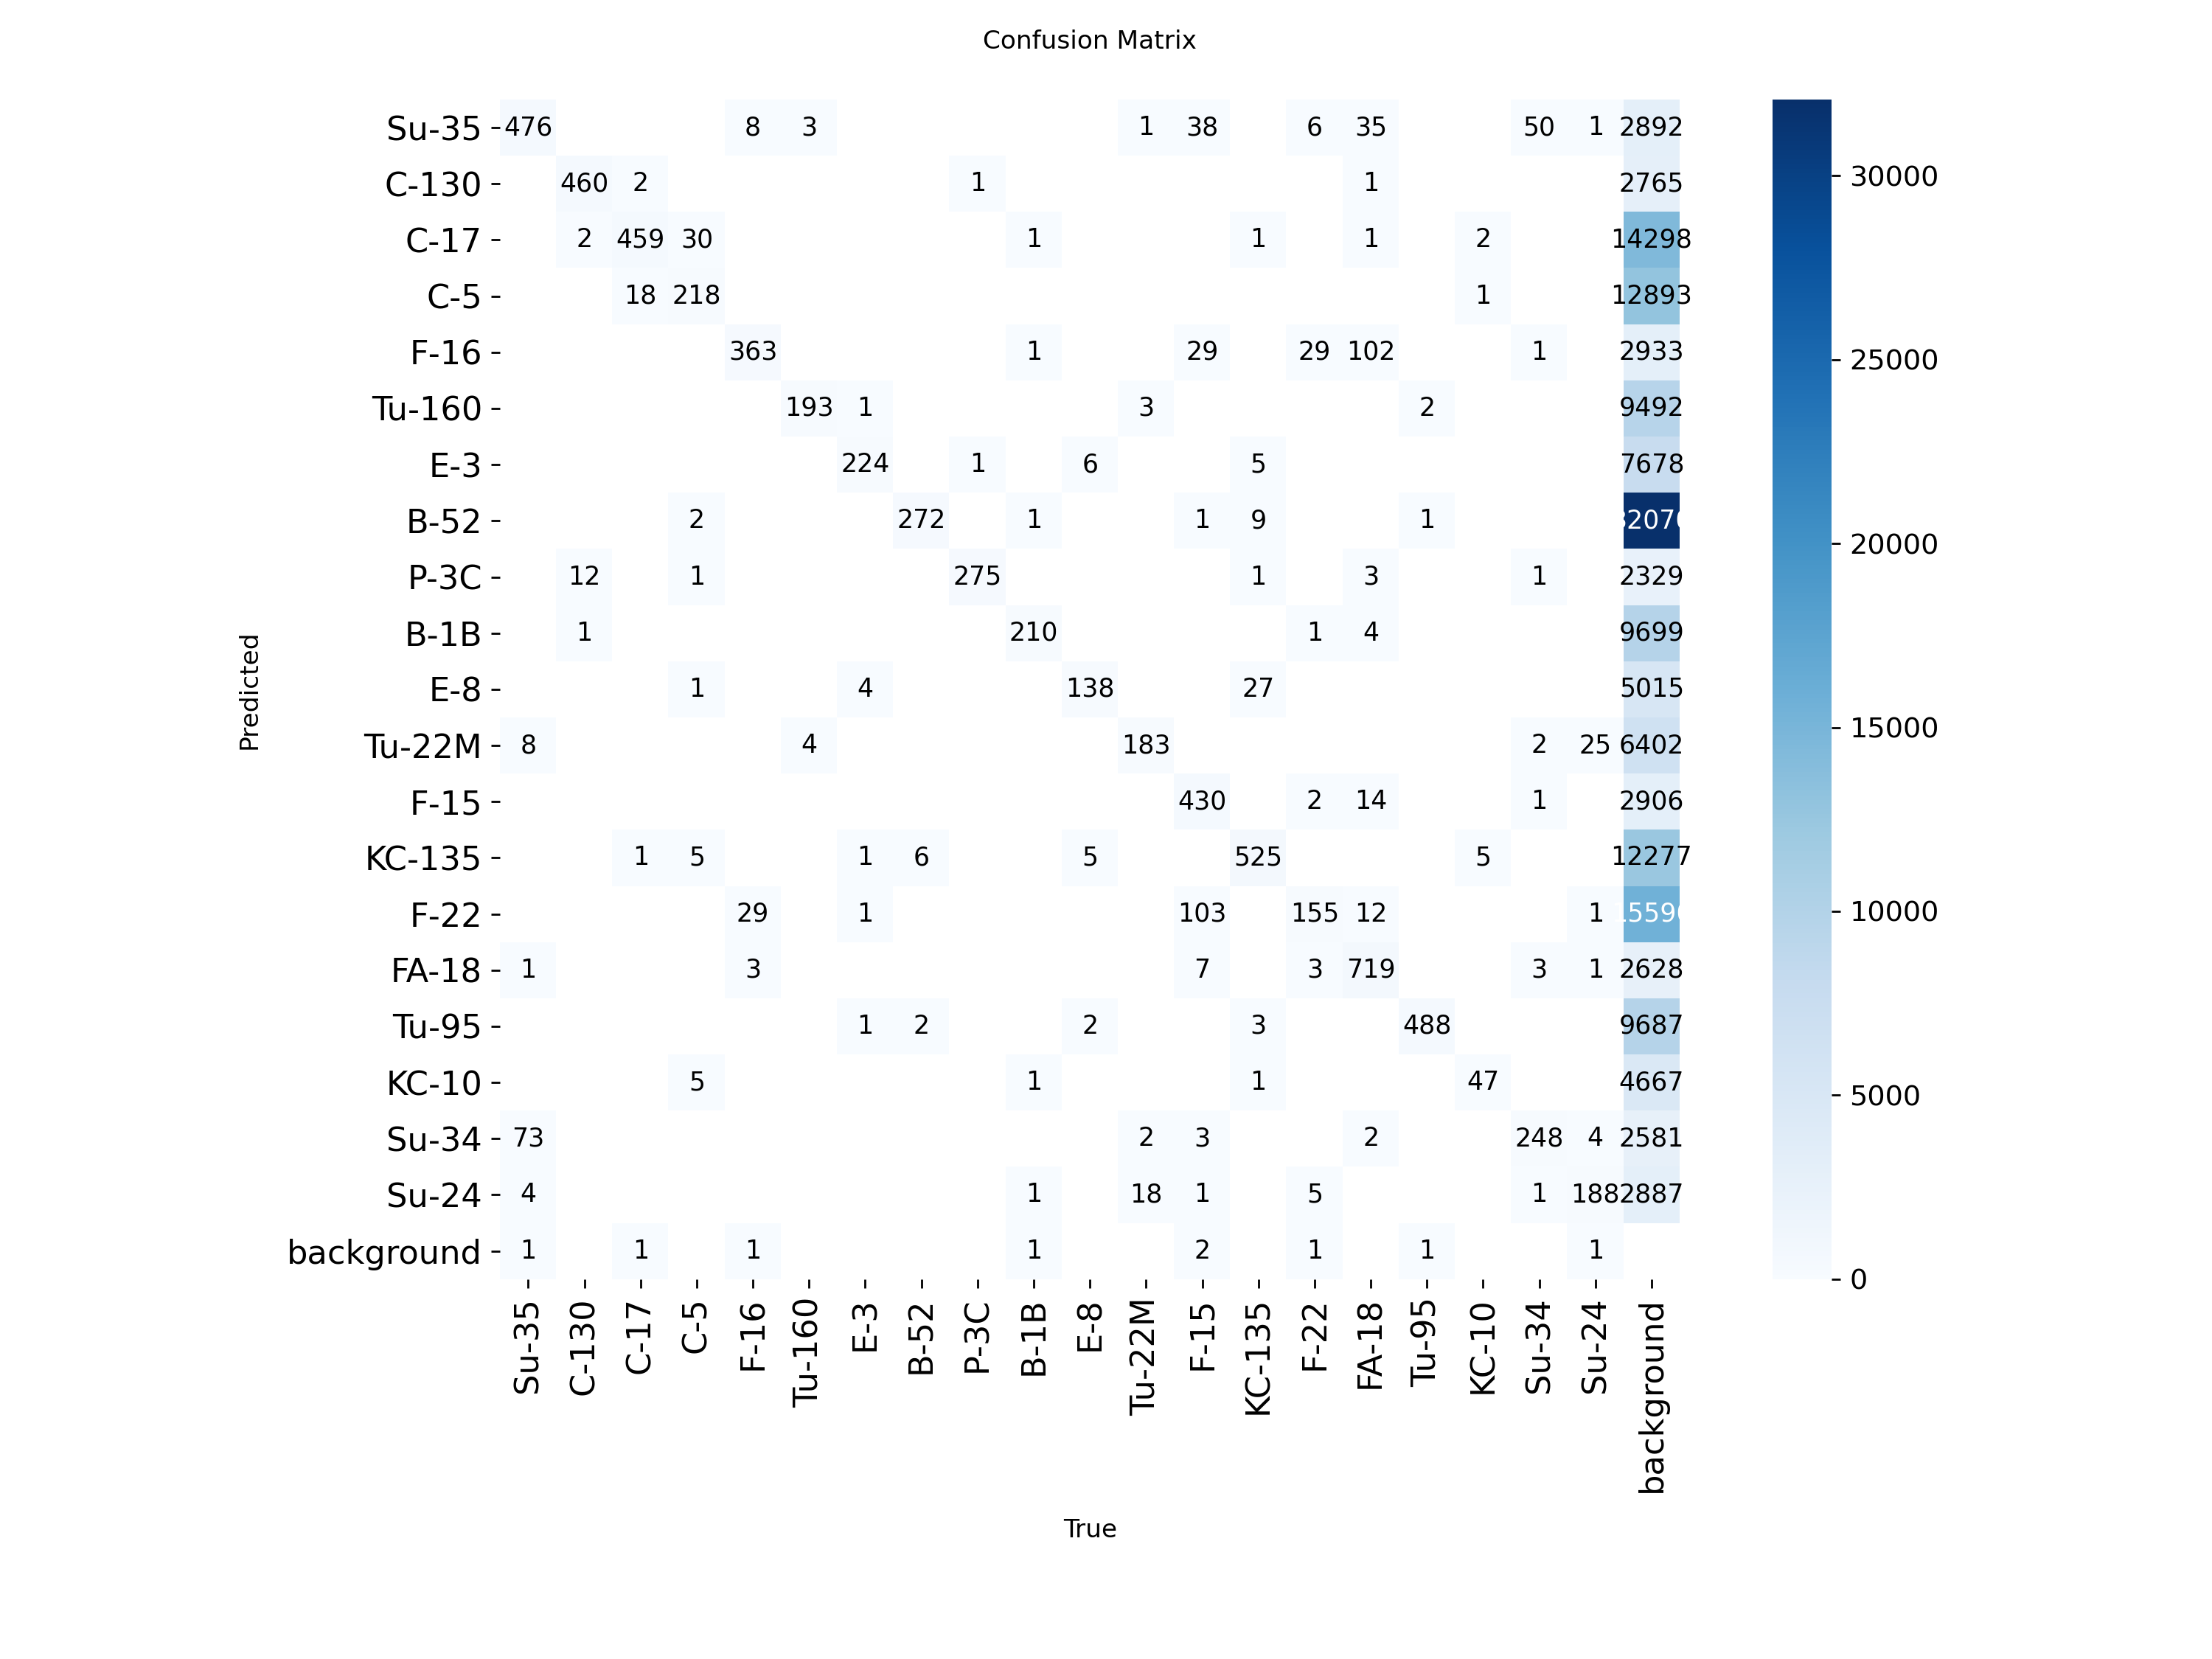 Confusion Matrix
Su-35 476 8 3 1 38 6 35 50 1 2892
C-130 460 2 1 1 2765
C-17 2 459 30 1 1 1 2 14298
C-5 18 218 1 12893
F-16 363 1 29 29 102 1 2933
Tu-160 193 1 3 2 9492
E-3 224 1 6 5 7678
B-52 2 272 1 1 9 1
P-3C 12 1 275 1 3 1 2329
B-1B 1 210 1 4 9699
E-8 1 4 138 27 5015
Tu-22M 8 4 183 2 25 6402
F-15 430 2 14 1 2906
KC-135 1 5 1 6 5 525 5 12277
F-22 29 1 103 155 12 1
FA-18 1 3 7 3 719 3 1 2628
Tu-95 1 2 2 3 488 9687
KC-10 5 1 1 47 4667
Su-34 73 2 3 2 248 4 2581
Su-24 4 1 18 1 5 1 188 2887
background 1 1 1 1 2 1 1 1
Su-35 C-130 C-17 C-5 F-16 Tu-160 E-3 B-52 P-3C B-1B E-8 Tu-22M F-15 KC-135 F-22 FA-18 Tu-95 KC-10 Su-34 Su-24 background
Predicted
True
30000
25000
20000
15000
10000
5000
0